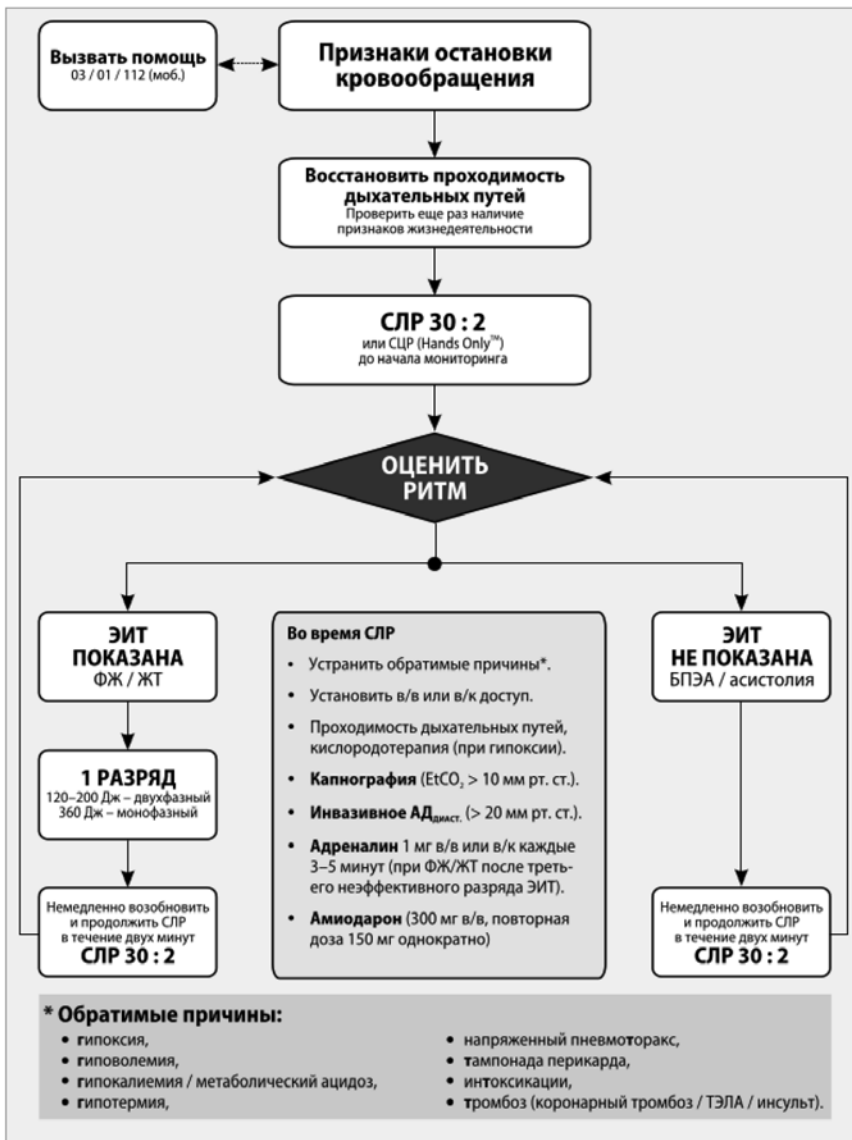 Вызвать помощь
03 / 01 / 112 (моб.)
Признаки остановки
кровообращения
Восстановить проходимость
дыхательных путей
Проверить еще раз наличие
признаков жизнедеятельности
СЛР 30 : 2
или СЦР (Hands Only™)
до начала мониторинга
ОЦЕНИТЬ
РИТМ
ЭИТ
ПОКАЗАНА
ФЖ / ЖТ
1 РАЗРЯД
120–200 Дж – двухфазный
360 Дж – монофазный
Немедленно возобновить
и продолжить СЛР
в течение двух минут
СЛР 30 : 2
Во время СЛР
• Устранить обратимые причины*.
• Установить в/в или в/к доступ.
• Проходимость дыхательных путей,
кислородотерапия (при гипоксии).
• Капнография (EtCO₂ > 10 мм рт. ст.).
• Инвазивное АДдиаст. (> 20 мм рт. ст.).
• Адреналин 1 мг в/в или в/к каждые
3–5 минут (при ФЖ/ЖТ после треть-
его неэффективного разряда ЭИТ).
• Амиодарон (300 мг в/в, повторная
доза 150 мг однократно)
ЭИТ
НЕ ПОКАЗАНА
БПЭА / асистолия
Немедленно возобновить
и продолжить СЛР
в течение двух минут
СЛР 30 : 2
* Обратимые причины:
• гипоксия,
• гиповолемия,
• гипокалиемия / метаболический ацидоз,
• гипотермия,
• напряженный пневмоторакс,
• тампонада перикарда,
• интоксикации,
• тромбоз (коронарный тромбоз / ТЭЛА / инсульт).